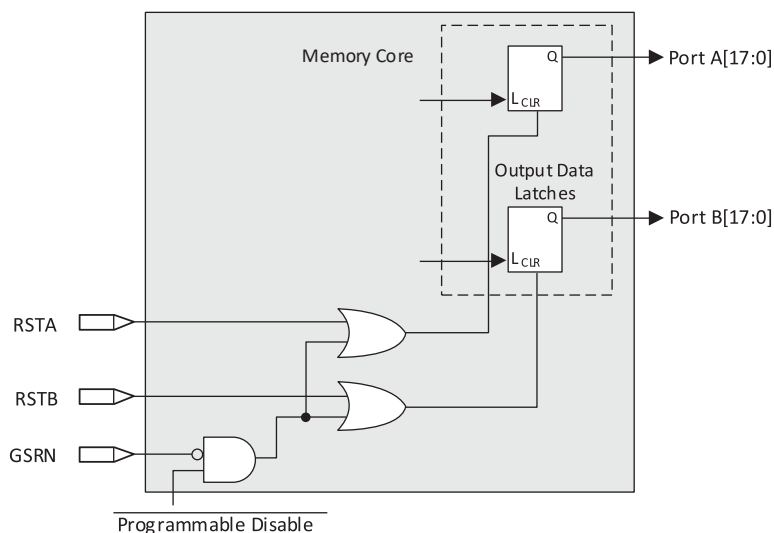 Memory Core
Q
Port A[17:0]
L CLR
Output Data
Latches
Q
Port B[17:0]
L CLR
RSTA
RSTB
GSRN
Programmable Disable